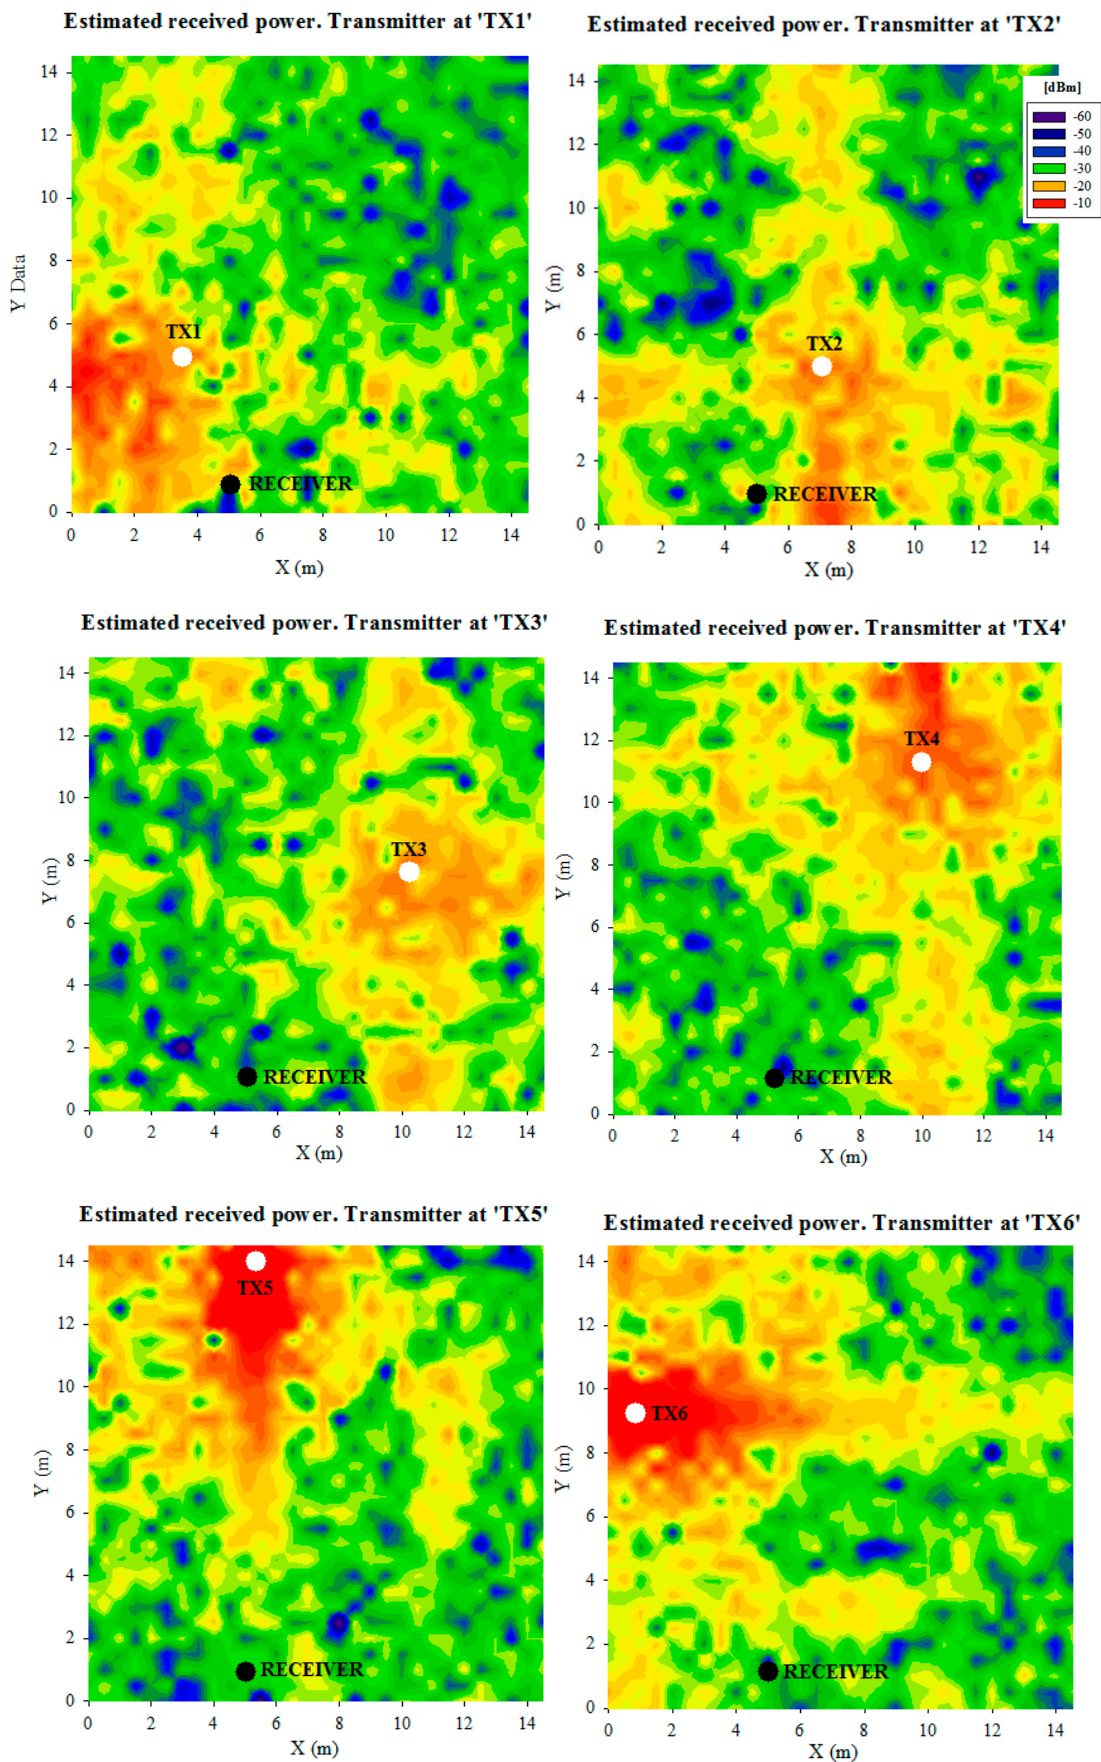 Estimated received power. Transmitter at 'TX1'
Estimated received power. Transmitter at 'TX2'
14
12
10
8
6
4
2
0
Y Data
TX1
RECEIVER
0 2 4 6 8 10 12 14
X (m)
14
12
10
8
6
4
2
0
Y (m)
[dBm]
-60
-50
-40
-30
-20
-10
TX2
RECEIVER
0 2 4 6 8 10 12 14
X (m)
Estimated received power. Transmitter at 'TX3'
Estimated received power. Transmitter at 'TX4'
14
12
10
8
6
4
2
0
Y (m)
TX3
RECEIVER
0 2 4 6 8 10 12 14
X (m)
14
12
10
8
6
4
2
0
Y (m)
TX4
RECEIVER
0 2 4 6 8 10 12 14
X (m)
Estimated received power. Transmitter at 'TX5'
Estimated received power. Transmitter at 'TX6'
14
12
10
8
6
4
2
0
Y (m)
TX5
RECEIVER
0 2 4 6 8 10 12 14
X (m)
14
12
10
8
6
4
2
0
Y (m)
TX6
RECEIVER
0 2 4 6 8 10 12 14
X (m)